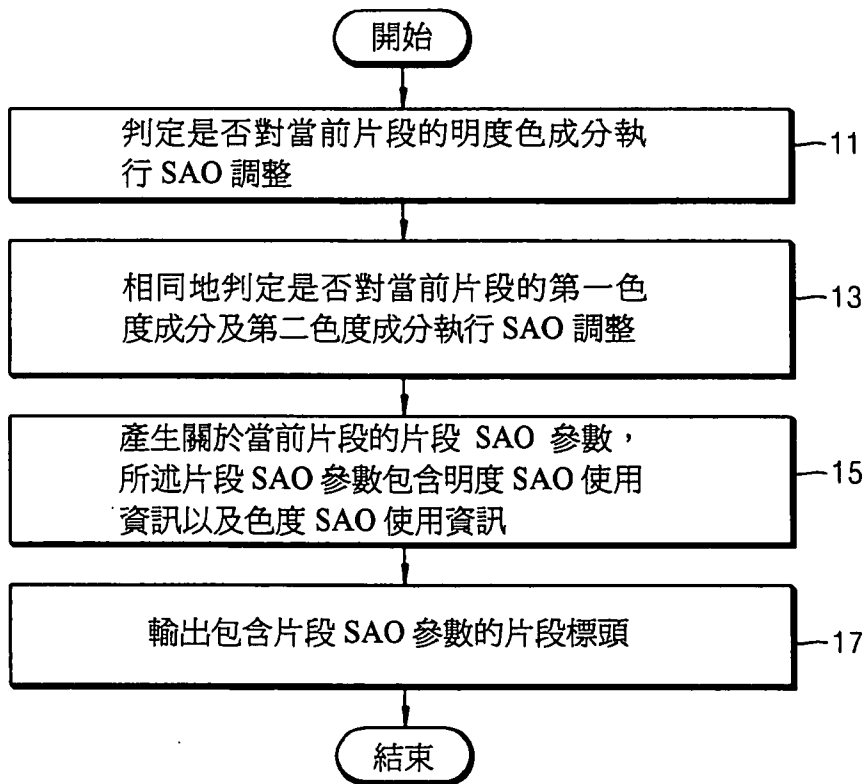 開始
判定是否對當前片段的明度色成分執
行 SAO 調整
11
相同地判定是否對當前片段的第一色
度成分及第二色度成分執行 SAO 調整
13
產生關於當前片段的片段 SAO 參數，
所述片段 SAO 參數包含明度 SAO 使用
資訊以及色度 SAO 使用資訊
15
輸出包含片段 SAO 參數的片段標頭
17
結束